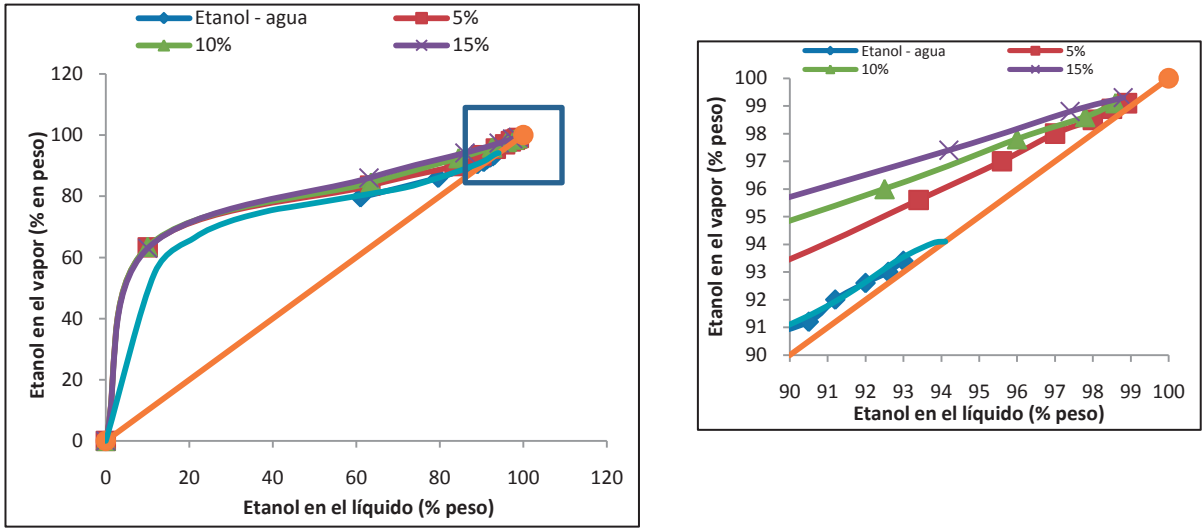 Etanol - agua 5%
10% 15%
120
100
80
60
40
20
0
0 20 40 60 80 100 120
Etanol en el vapor (% en peso)
Etanol en el líquido (% peso)
Etanol - agua 5%
10% 15%
100
99
98
97
96
95
94
93
92
91
90
90 91 92 93 94 95 96 97 98 99 100
Etanol en el vapor (% peso)
Etanol en el líquido (% peso)